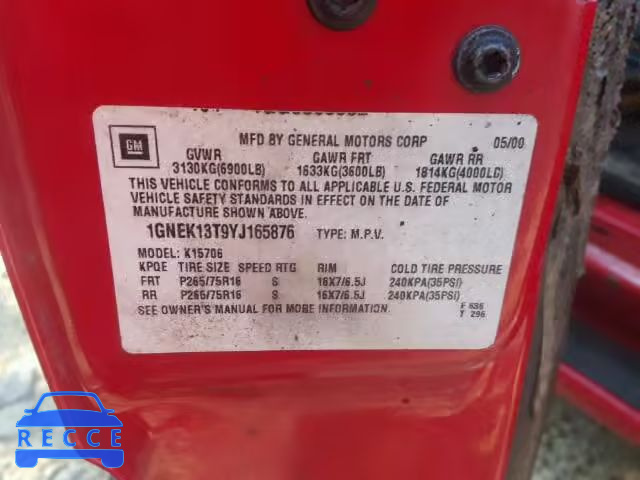 GM
MFD BY GENERAL MOTORS CORP 05/00
GVWR GAWR FRT GAWR RR
3130KG(6900LB) 1633KG(3600LB) 1814KG(4000LC)
THIS VEHICLE CONFORMS TO ALL APPLICABLE U.S. FEDERAL MOTOR
VEHICLE SAFETY STANDARDS IN EFFECT ON THE DATE OF
MANUFACTURE SHOWN ABOVE.
1GNEK13T9YJ165876 TYPE: M.P.V.
MODEL: K15706
KPQE TIRE SIZE SPEED RTG RIM COLD TIRE PRESSURE
FRT P265/75R16 S 16X7/6.5J 240KPA(35PSI)
RR P265/75R16 S 16X7/6.5J 240KPA(35PSI)
SEE OWNER'S MANUAL FOR MORE INFORMATION.
F 636
T 296
RECCE